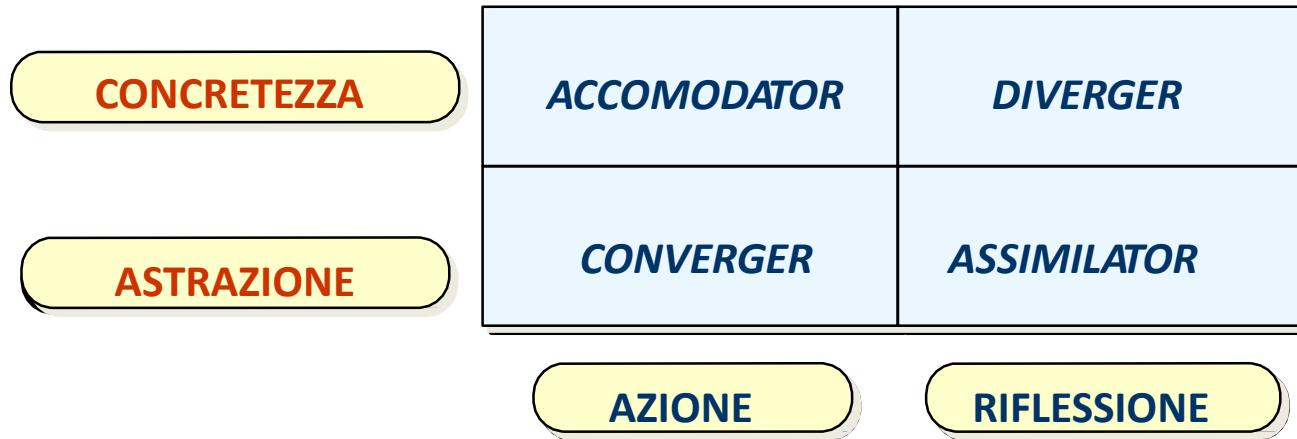 CONCRETEZZA
ACCOMODATOR
DIVERGER
ASTRAZIONE
CONVERGER
ASSIMILATOR
AZIONE
RIFLESSIONE